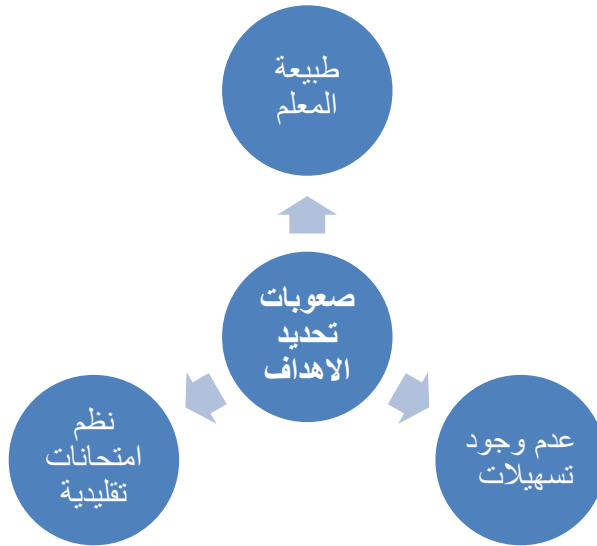 طبيعة
المعلم
صعوبات
تحديد
الاهداف
عدم وجود
تسهيلات
نظم
امتحانات
تقليدية